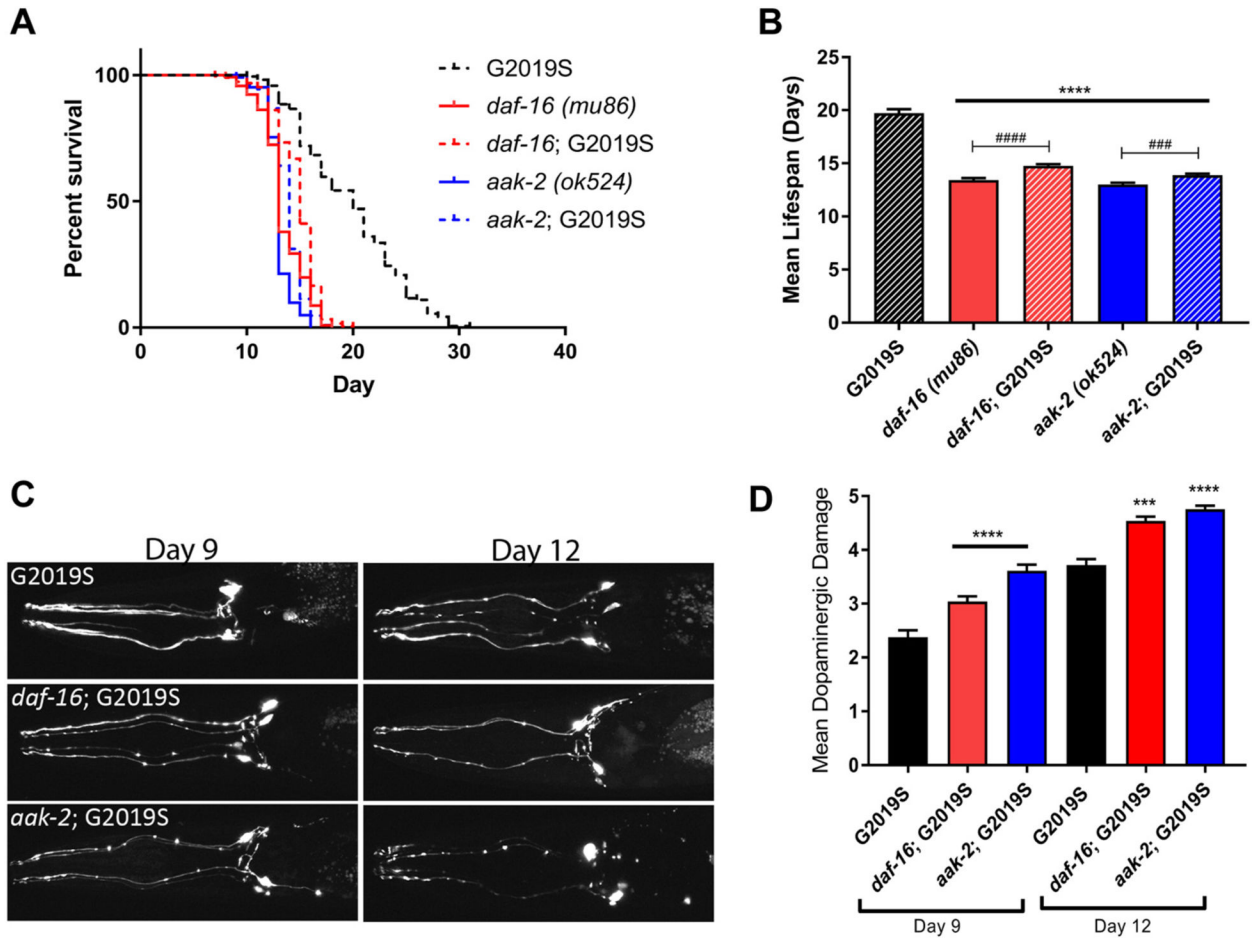 A
Percent survival
100
50
0
0
10
20
30
40
Day
G2019S
daf-16 (mu86)
daf-16; G2019S
aak-2 (ok524)
aak-2; G2019S
B
Mean Lifespan (Days)
25
20
15
10
5
0
****
####
###
G2019S
daf-16 (mu86)
daf-16; G2019S
aak-2 (ok524)
aak-2; G2019S
C
Day 9
Day 12
G2019S
daf-16; G2019S
aak-2; G2019S
D
Mean Dopaminergic Damage
5
4
3
2
1
0
****
***
****
G2019S
daf-16; G2019S
aak-2; G2019S
G2019S
daf-16; G2019S
aak-2; G2019S
Day 9
Day 12